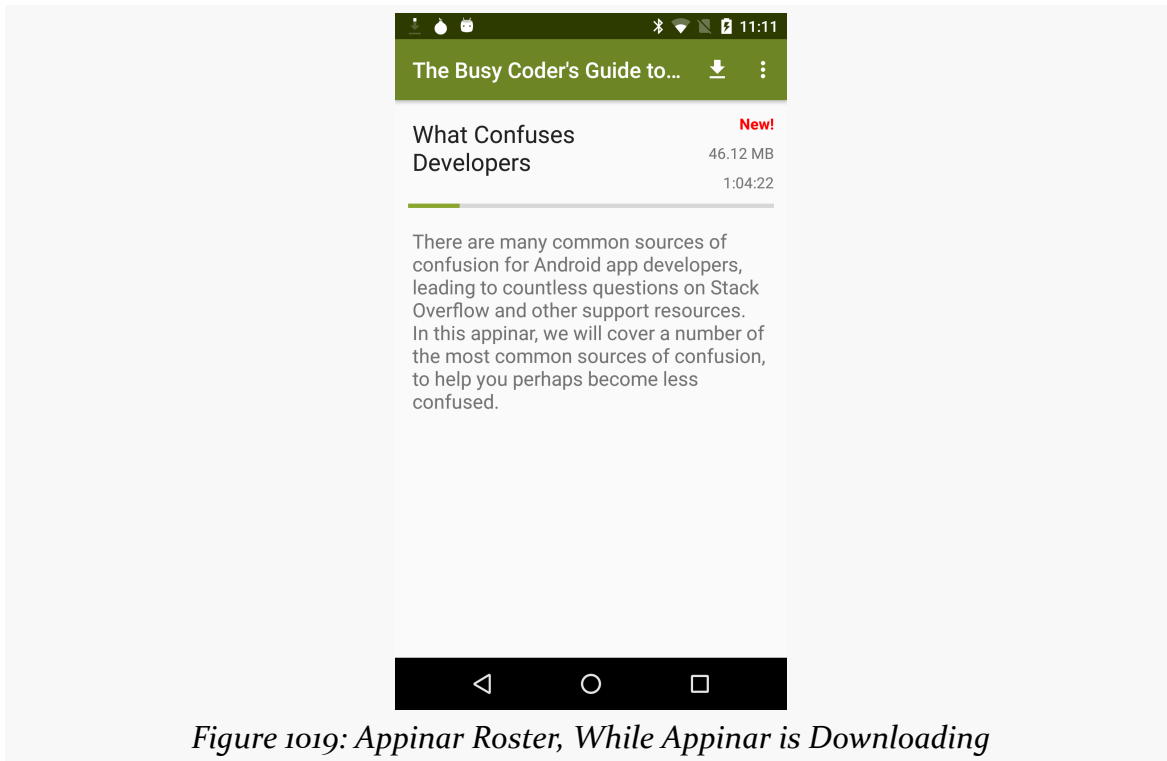 11:11
The Busy Coder's Guide to...
What Confuses
Developers
New!
46.12 MB
1:04:22
There are many common sources of
confusion for Android app developers,
leading to countless questions on Stack
Overflow and other support resources.
In this appinar, we will cover a number of
the most common sources of confusion,
to help you perhaps become less
confused.
Figure 1019: Appinar Roster, While Appinar is Downloading